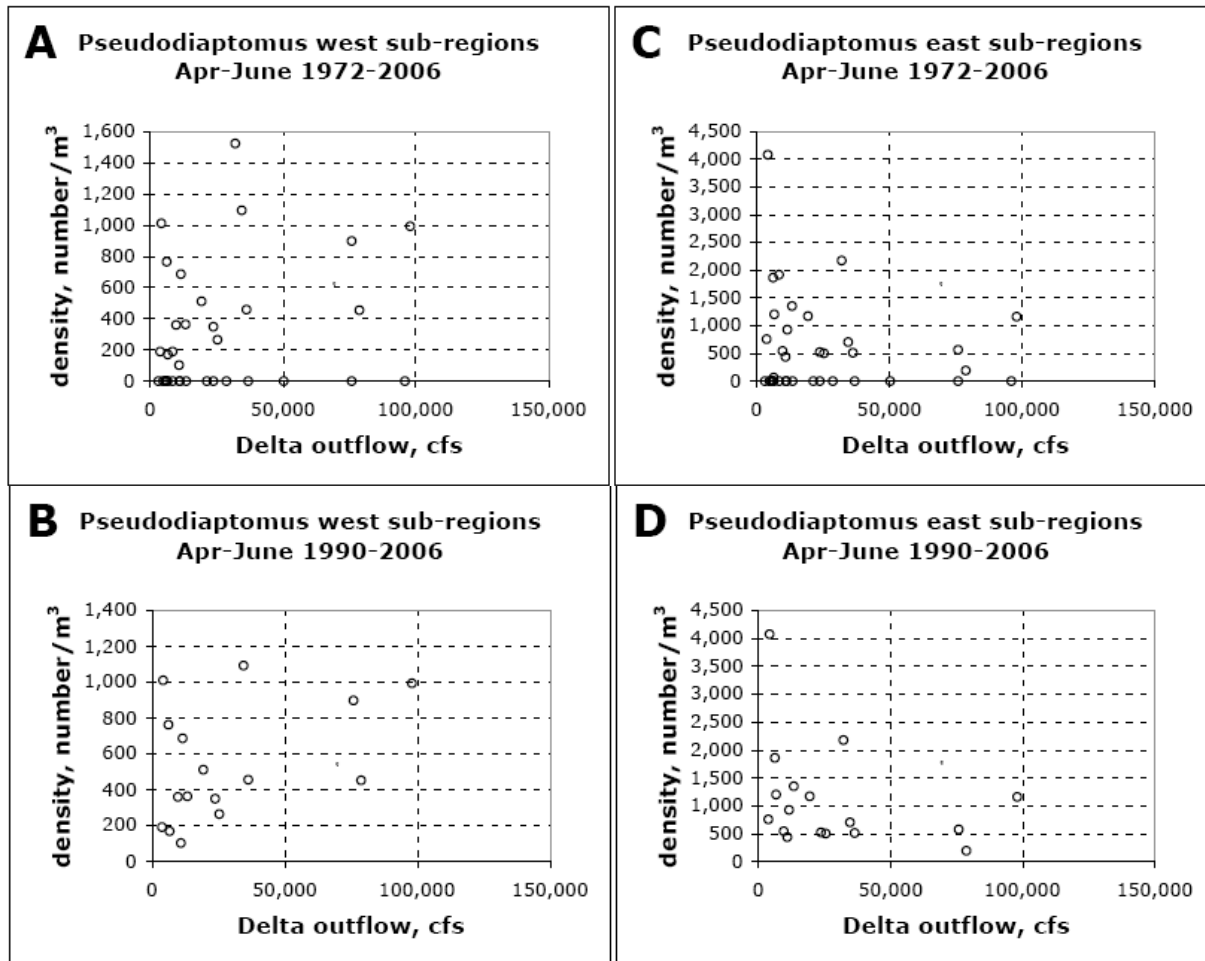 A
Pseudodiaptomus west sub-regions
Apr-June 1972-2006
density, number/m³
1,600
1,400
1,200
1,000
800
600
400
200
0
0 50,000 100,000 150,000
Delta outflow, cfs
C
Pseudodiaptomus east sub-regions
Apr-June 1972-2006
density, number/m³
4,500
4,000
3,500
3,000
2,500
2,000
1,500
1,000
500
0
0 50,000 100,000 150,000
Delta outflow, cfs
B
Pseudodiaptomus west sub-regions
Apr-June 1990-2006
density, number/m³
1,400
1,200
1,000
800
600
400
200
0
0 50,000 100,000 150,000
Delta outflow, cfs
D
Pseudodiaptomus east sub-regions
Apr-June 1990-2006
density, number/m³
4,500
4,000
3,500
3,000
2,500
2,000
1,500
1,000
500
0
0 50,000 100,000 150,000
Delta outflow, cfs